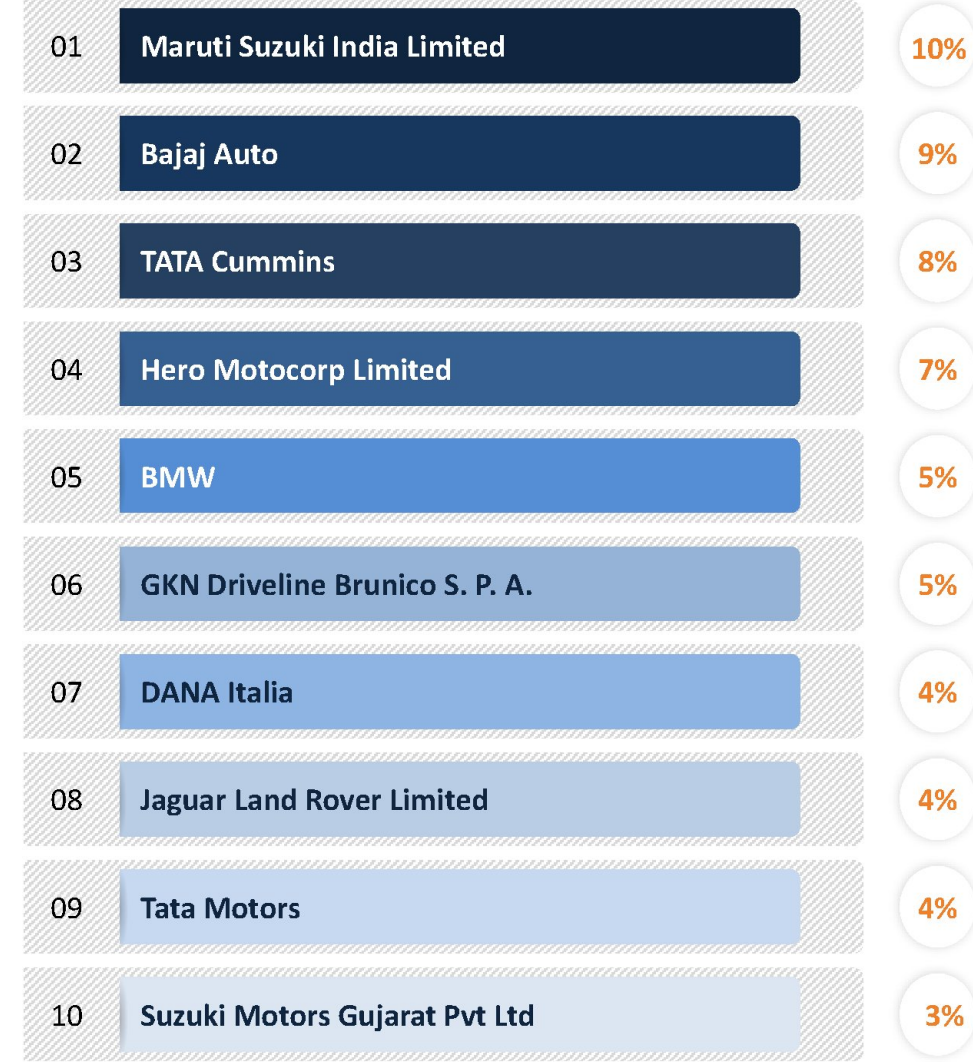 01 Maruti Suzuki India Limited 10%
02 Bajaj Auto 9%
03 TATA Cummins 8%
04 Hero Motocorp Limited 7%
05 BMW 5%
06 GKN Driveline Brunico S. P. A. 5%
07 DANA Italia 4%
08 Jaguar Land Rover Limited 4%
09 Tata Motors 4%
10 Suzuki Motors Gujarat Pvt Ltd 3%